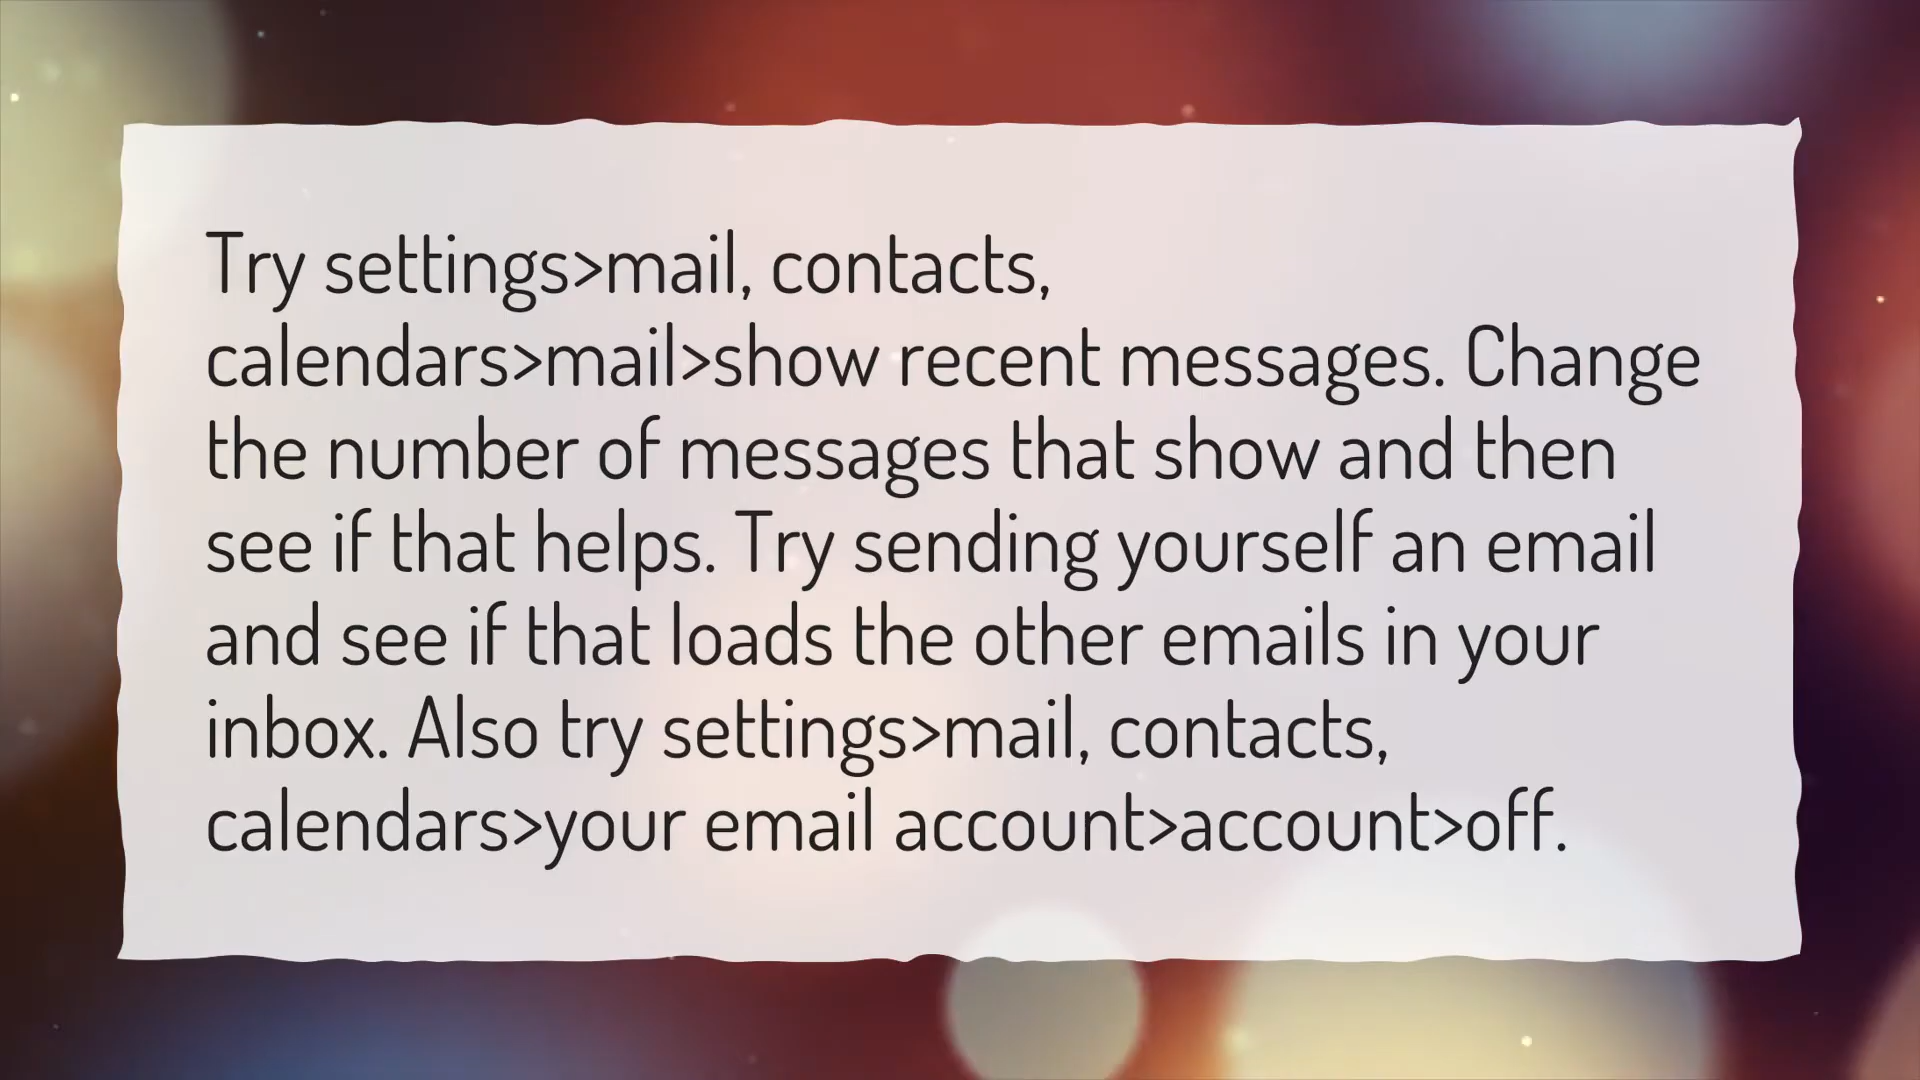 Try settings>mail, contacts,
calendars>mail>show recent messages. Change
the number of messages that show and then
see if that helps. Try sending yourself an email
and see if that loads the other emails in your
inbox. Also try settings>mail, contacts,
calendars>your email account>account>off.